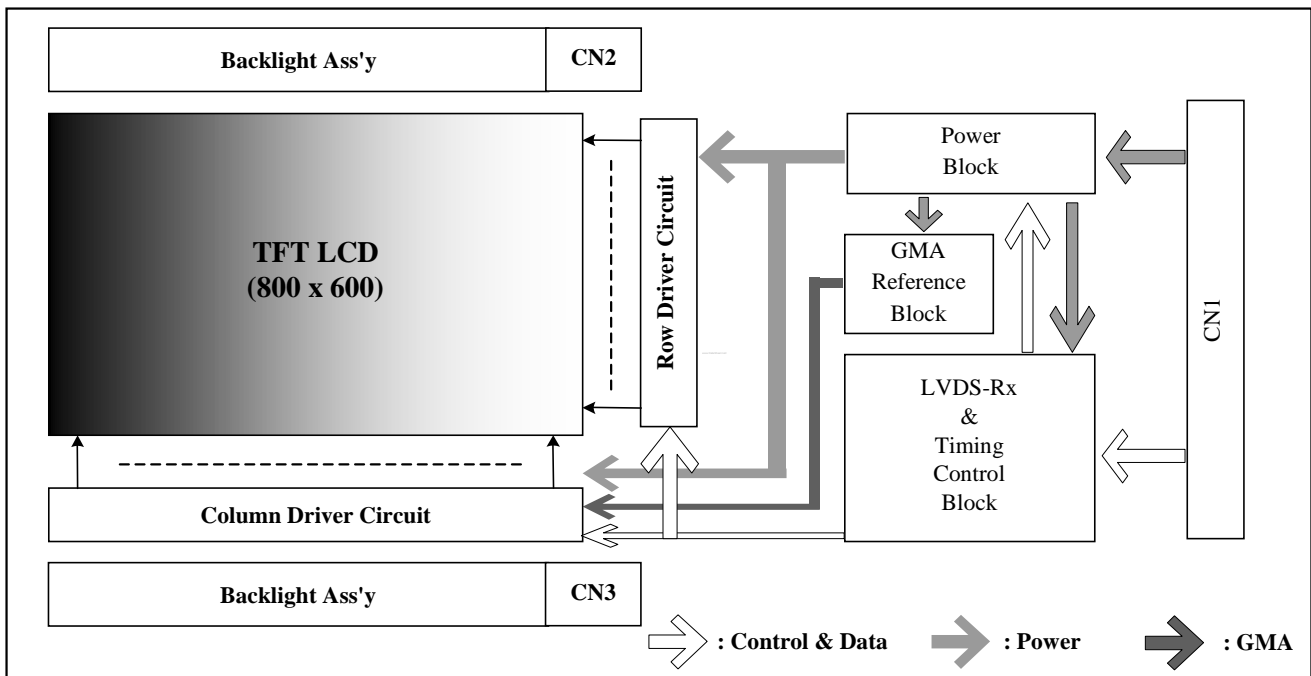 Backlight Ass'y
CN2
TFT LCD
(800 x 600)
Row Driver Circuit
Power
Block
GMA
Reference
Block
LVDS-Rx
&
Timing
Control
Block
CN1
Column Driver Circuit
Backlight Ass'y
CN3
: Control & Data
: Power
: GMA